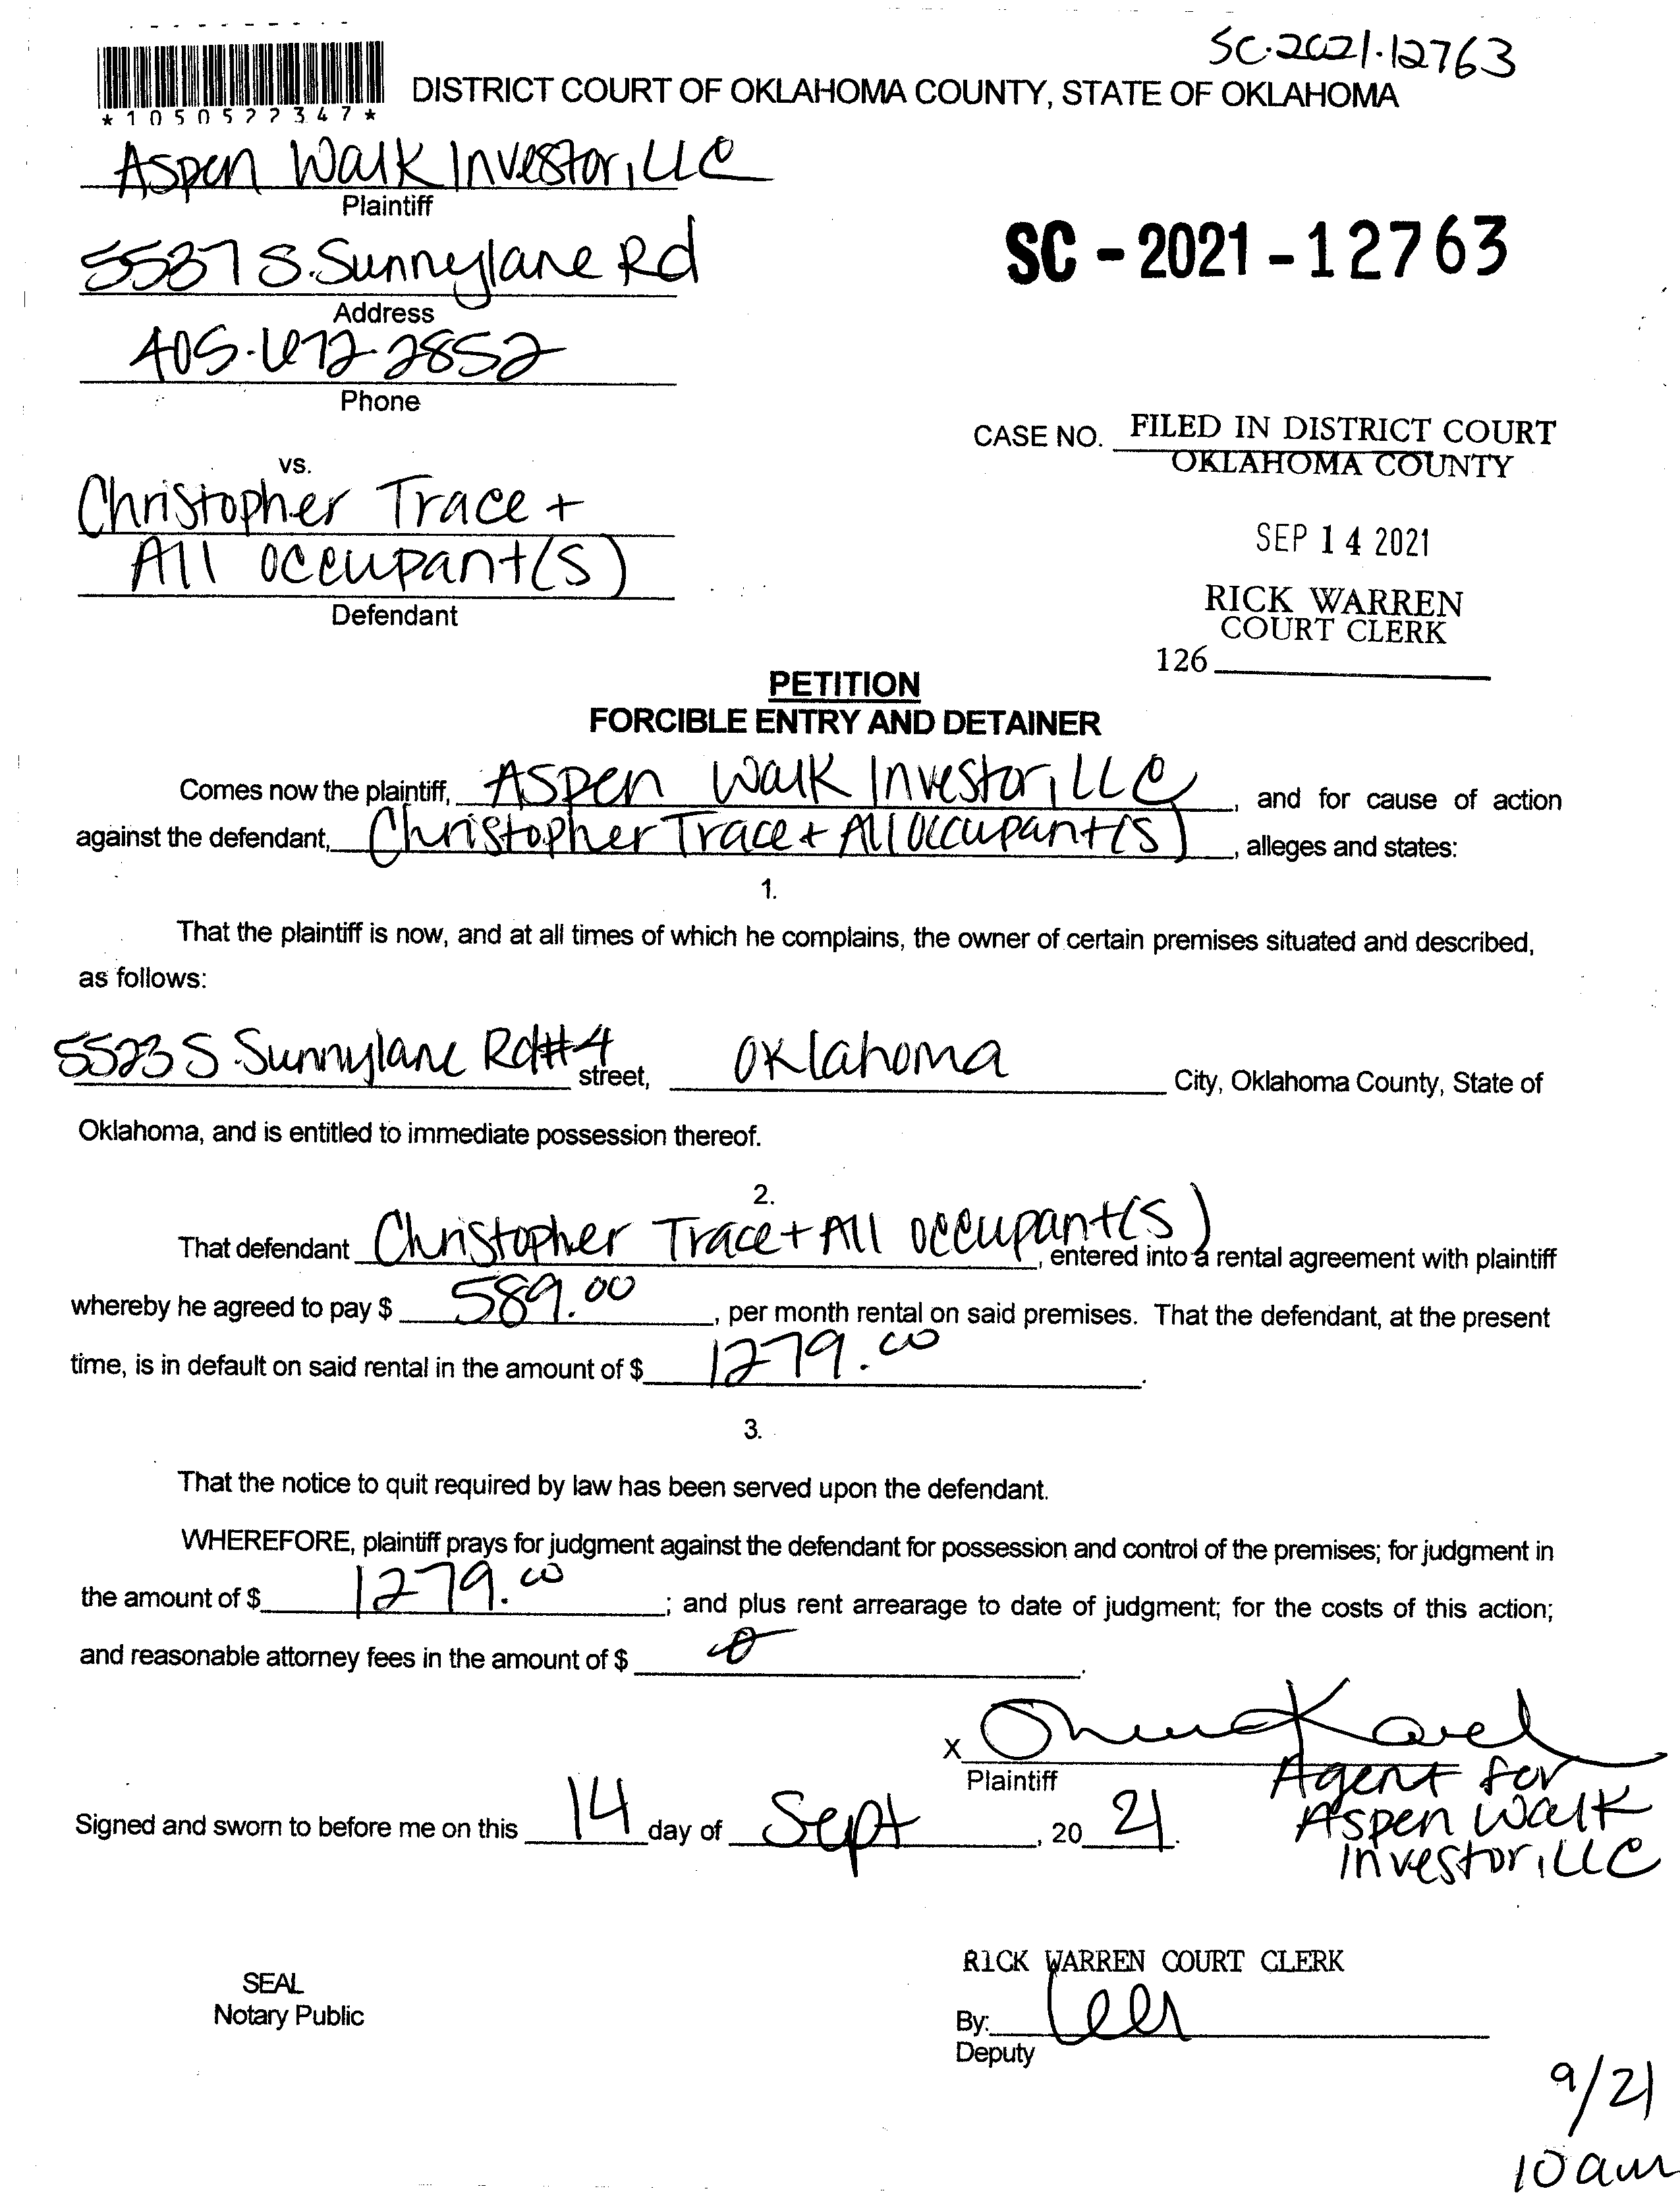 SC-2021-12763
*1050522347*
DISTRICT COURT OF OKLAHOMA COUNTY, STATE OF OKLAHOMA
Aspen Walk Investor, LLC
Plaintiff
5537 S. Sunnylane Rd
Address
SC - 2021 - 12763
405-672-2852
Phone
CASE NO. FILED IN DISTRICT COURT
OKLAHOMA COUNTY
vs.
Christopher Trace +
All occupant(s)
Defendant
SEP 14 2021
RICK WARREN
COURT CLERK
126
PETITION
FORCIBLE ENTRY AND DETAINER
Comes now the plaintiff, Aspen Walk Investor, LLC, and for cause of action
against the defendant, Christopher Trace + All occupant(s), alleges and states:
1.
That the plaintiff is now, and at all times of which he complains, the owner of certain premises situated and described,
as follows:
5523 S Sunnylane Rd #4 street, Oklahoma City, Oklahoma County, State of
Oklahoma, and is entitled to immediate possession thereof.
2.
That defendant Christopher Trace + All occupant(s), entered into a rental agreement with plaintiff
whereby he agreed to pay $ 589.00, per month rental on said premises. That the defendant, at the present
time, is in default on said rental in the amount of $ 1279.00.
3.
That the notice to quit required by law has been served upon the defendant.
WHEREFORE, plaintiff prays for judgment against the defendant for possession and control of the premises; for judgment in
the amount of $ 1279.00; and plus rent arrearage to date of judgment; for the costs of this action;
and reasonable attorney fees in the amount of $ 0.
X
Plaintiff
Agent for
Aspen Walk
Investor, LLC
Signed and sworn to before me on this 14 day of Sept, 20 21.
RICK WARREN COURT CLERK
SEAL
Notary Public
By:
Deputy
9/21
10 am